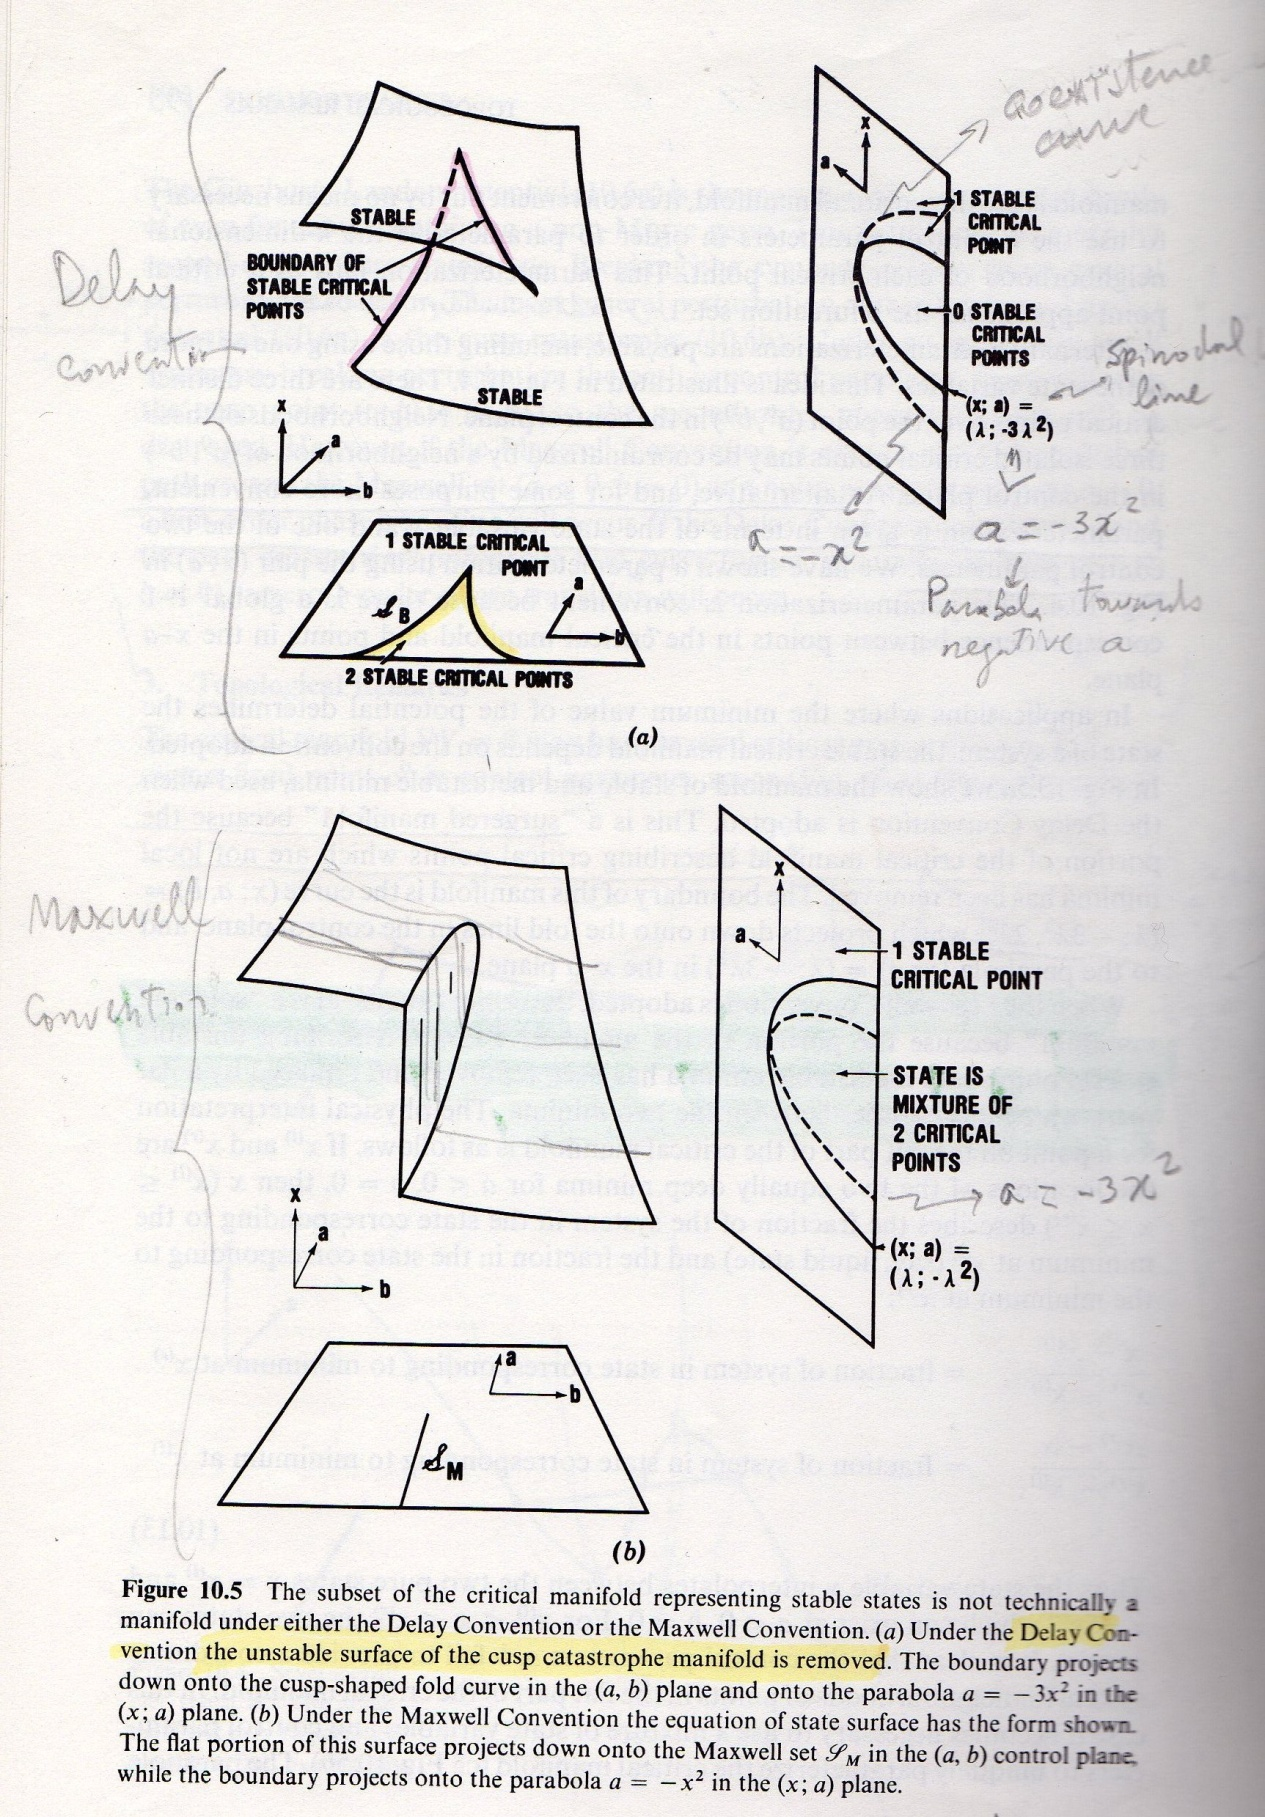 "coexistence
curve
x
a
1 STABLE
CRITICAL
POINT
STABLE
Delay
convention
BOUNDARY OF
STABLE CRITICAL
POINTS
0 STABLE
CRITICAL
POINTS
"Spinodal
line
(x; a) =
(λ; -3λ²)
STABLE
x
a
b
a = -x²
a = -3x²
Parabola towards
negative a
1 STABLE CRITICAL
POINT
a
b
𝒮B
2 STABLE CRITICAL POINTS
(a)
Maxwell
Convention
x
a
1 STABLE
CRITICAL POINT
STATE IS
MIXTURE OF
2 CRITICAL
POINTS
a = -3x²
(x; a) =
(λ; -λ²)
x
a
b
a
b
𝒮M
(b)
Figure 10.5 The subset of the critical manifold representing stable states is not technically a
manifold under either the Delay Convention or the Maxwell Convention. (a) Under the Delay Con-
vention the unstable surface of the cusp catastrophe manifold is removed. The boundary projects
down onto the cusp-shaped fold curve in the (a, b) plane and onto the parabola a = −3x² in the
(x; a) plane. (b) Under the Maxwell Convention the equation of state surface has the form shown.
The flat portion of this surface projects down onto the Maxwell set 𝒮M in the (a, b) control plane,
while the boundary projects onto the parabola a = −x² in the (x; a) plane.